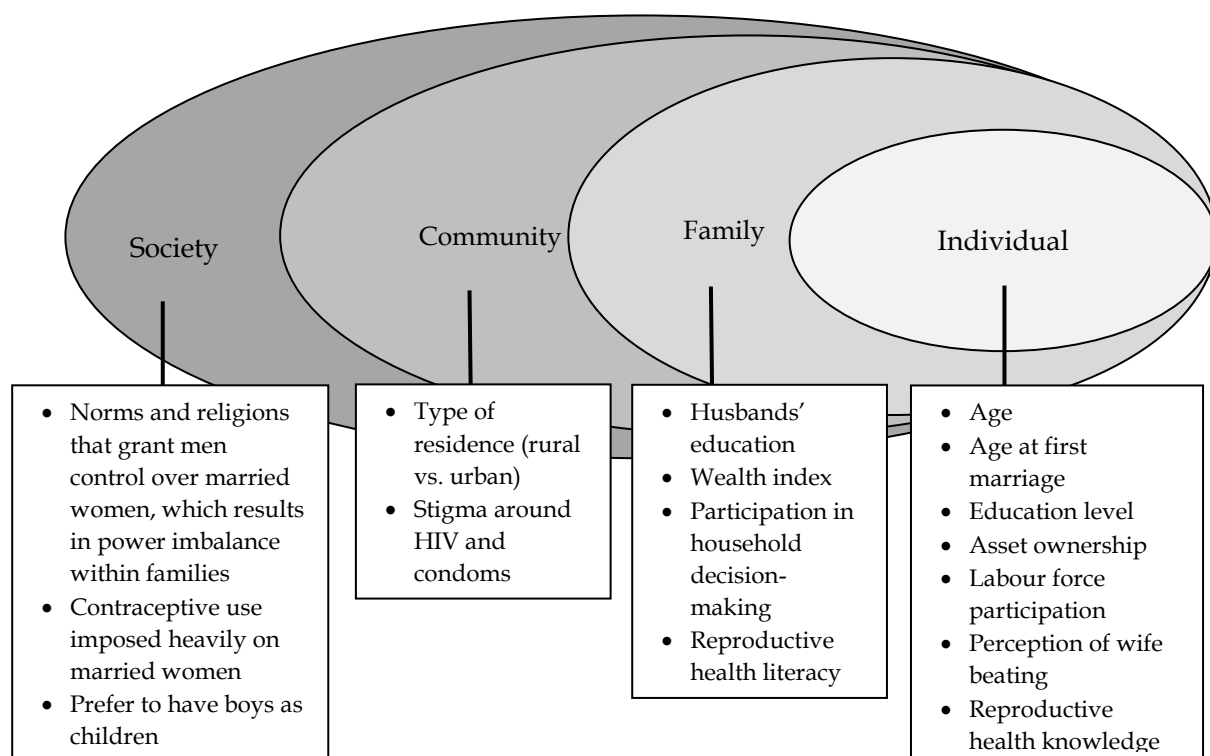 Society
Community
Family
Individual
• Norms and religions
that grant men
control over married
women, which results
in power imbalance
within families
• Contraceptive use
imposed heavily on
married women
• Prefer to have boys as
children
• Type of
residence (rural
vs. urban)
• Stigma around
HIV and
condoms
• Husbands’
education
• Wealth index
• Participation in
household
decision-
making
• Reproductive
health literacy
• Age
• Age at first
marriage
• Education level
• Asset ownership
• Labour force
participation
• Perception of wife
beating
• Reproductive
health knowledge